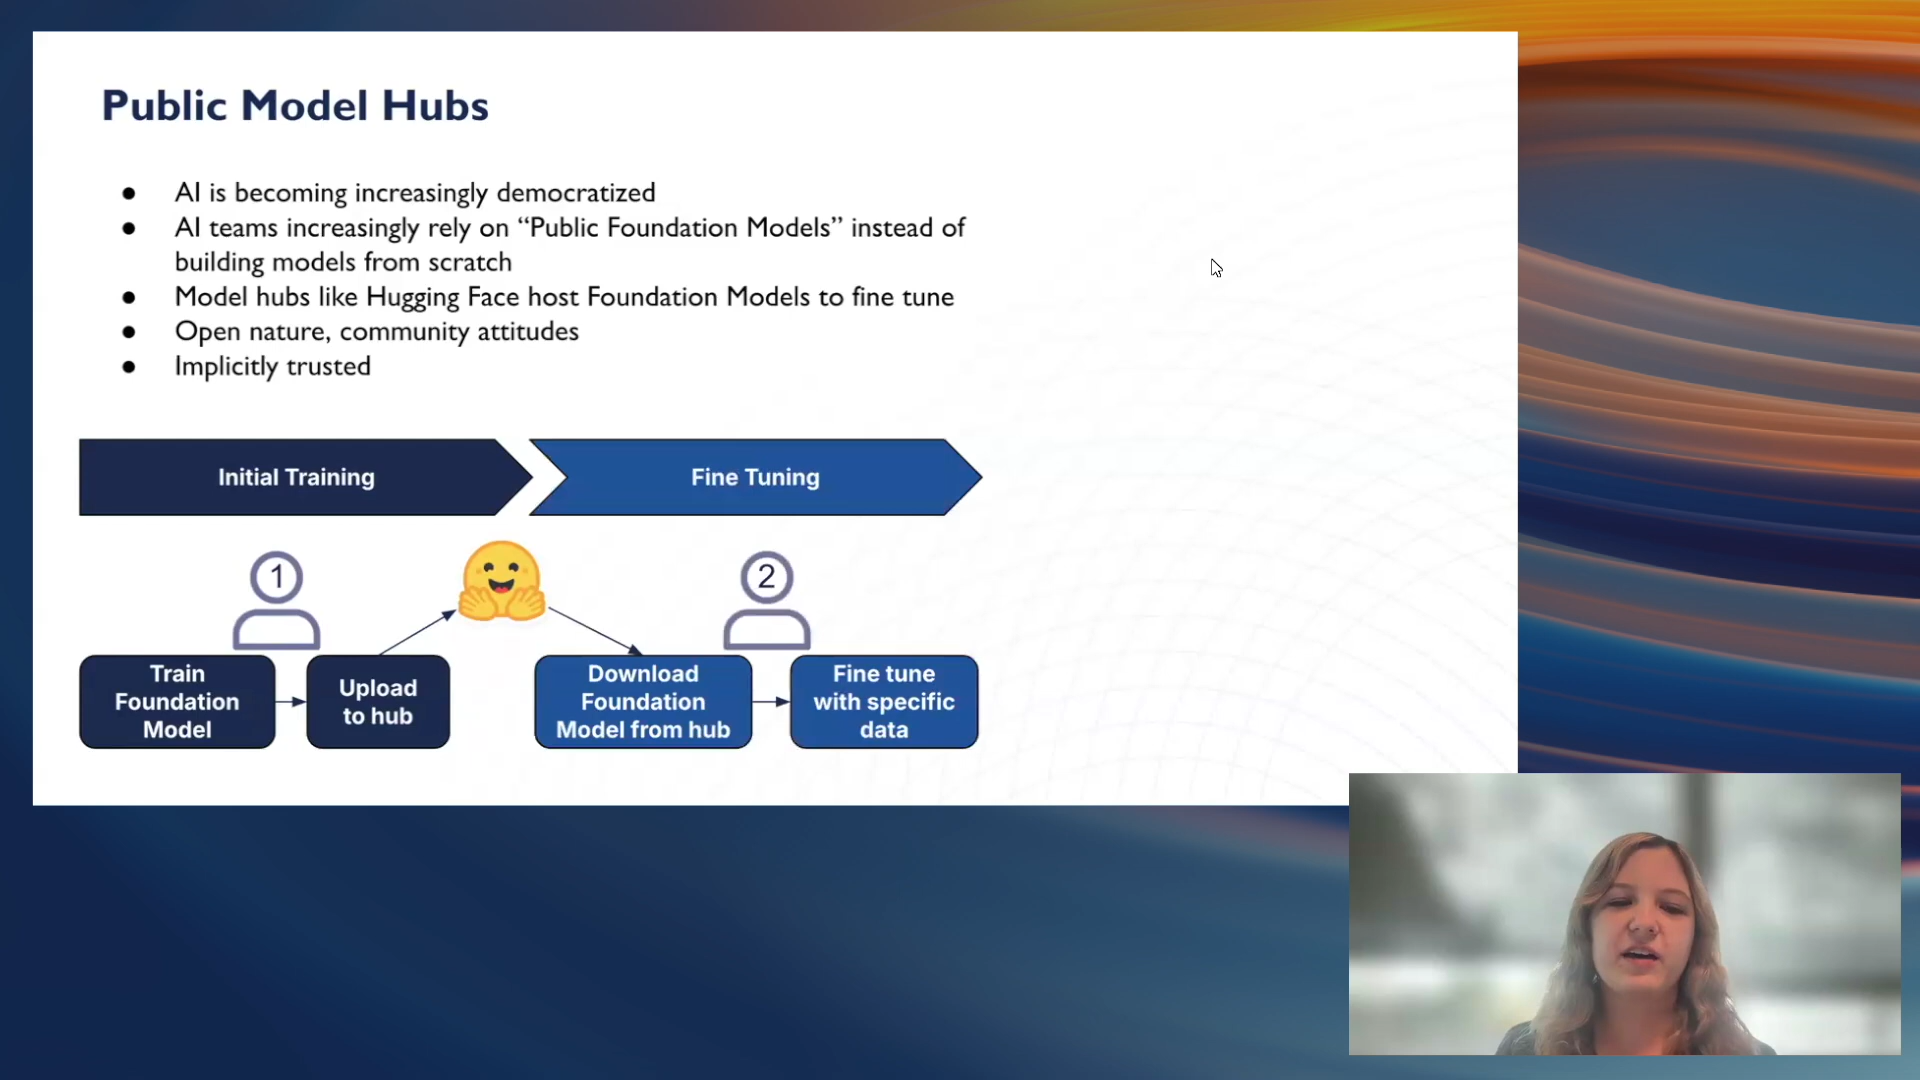 Public Model Hubs
● AI is becoming increasingly democratized
● AI teams increasingly rely on “Public Foundation Models” instead of
building models from scratch
● Model hubs like Hugging Face host Foundation Models to fine tune
● Open nature, community attitudes
● Implicitly trusted
Initial Training
Fine Tuning
1
2
Train
Foundation
Model
Upload
to hub
Download
Foundation
Model from hub
Fine tune
with specific
data